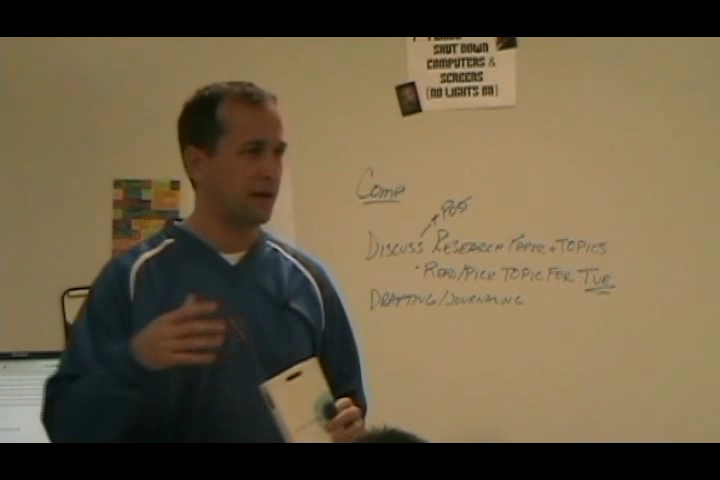 SHUT DOWN
COMPUTERS &
SCREENS
(NO LIGHTS ON)
COMP
DISCUSS RESEARCH PAPER + TOPICS
• READ/PICK TOPIC FOR TUE
DRAFTING/JOURNALING